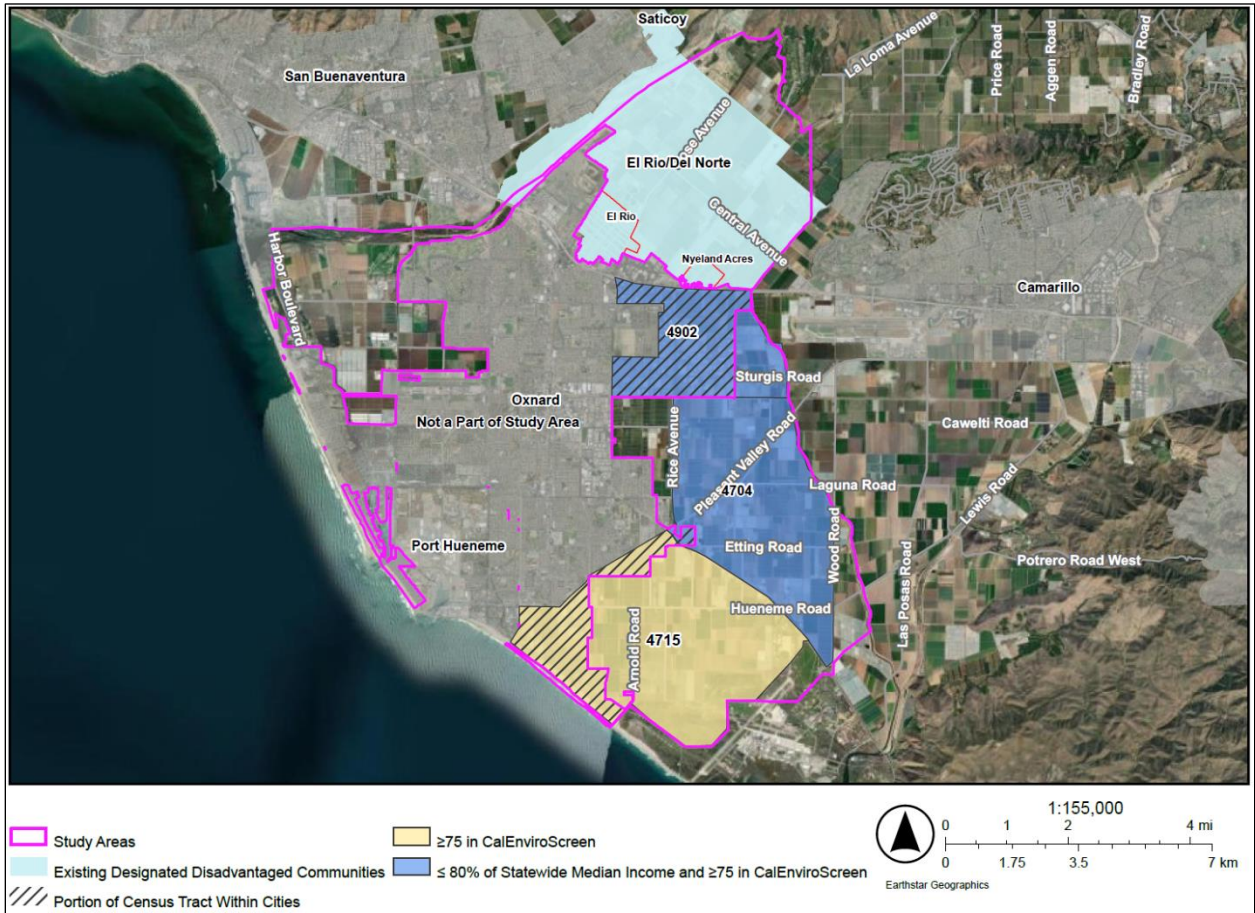 Saticoy
La Loma Avenue
Price Road
Aggen Road
Bradley Road
San Buenaventura
ose Avenue
El Rio/Del Norte
El Rio
Central Avenue
Nyeland Acres
Harbor Boulevard
Camarillo
4902
Sturgis Road
Oxnard
Not a Part of Study Area
Rice Avenue
Pleasant Valley Road
Cawelti Road
4704
Laguna Road
Lewis Road
Port Hueneme
Etting Road
Wood Road
Las Posas Road
Potrero Road West
Hueneme Road
Arnold Road
4715
Study Areas
Existing Designated Disadvantaged Communities
Portion of Census Tract Within Cities
≥75 in CalEnviroScreen
≤ 80% of Statewide Median Income and ≥75 in CalEnviroScreen
1:155,000
0 1 2 4 mi
0 1.75 3.5 7 km
Earthstar Geographics